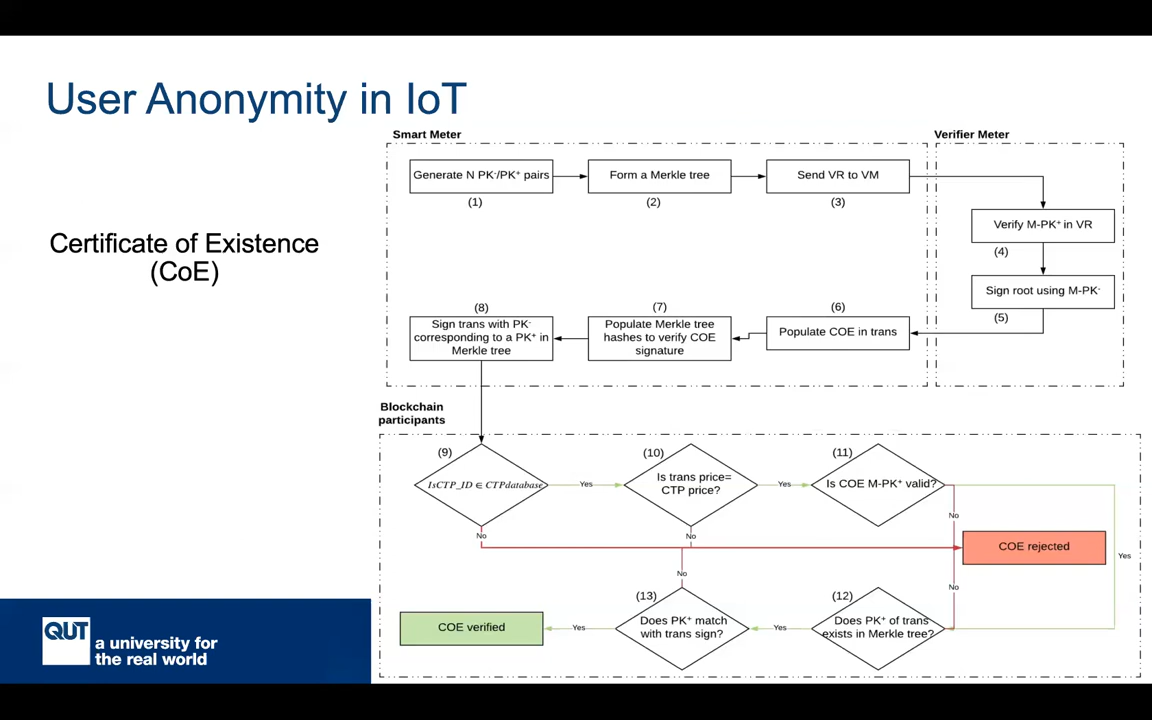 User Anonymity in IoT
Certificate of Existence
(CoE)
Smart Meter
Verifier Meter
Generate N PK⁻/PK⁺ pairs
(1)
Form a Merkle tree
(2)
Send VR to VM
(3)
Verify M-PK⁺ in VR
(4)
Sign root using M-PK⁻
(5)
(6)
Populate COE in trans
(7)
Populate Merkle tree
hashes to verify COE
signature
(8)
Sign trans with PK⁻
corresponding to a PK⁺ in
Merkle tree
Blockchain
participants
(9)
IsCTP_ID ∈ CTPdatabase
Yes
No
(10)
Is trans price=
CTP price?
Yes
No
(11)
Is COE M-PK⁺ valid?
No
Yes
COE rejected
No
(12)
Does PK⁺ of trans
exists in Merkle tree?
Yes
No
(13)
Does PK⁺ match
with trans sign?
Yes
COE verified
QUT
a university for
the real world